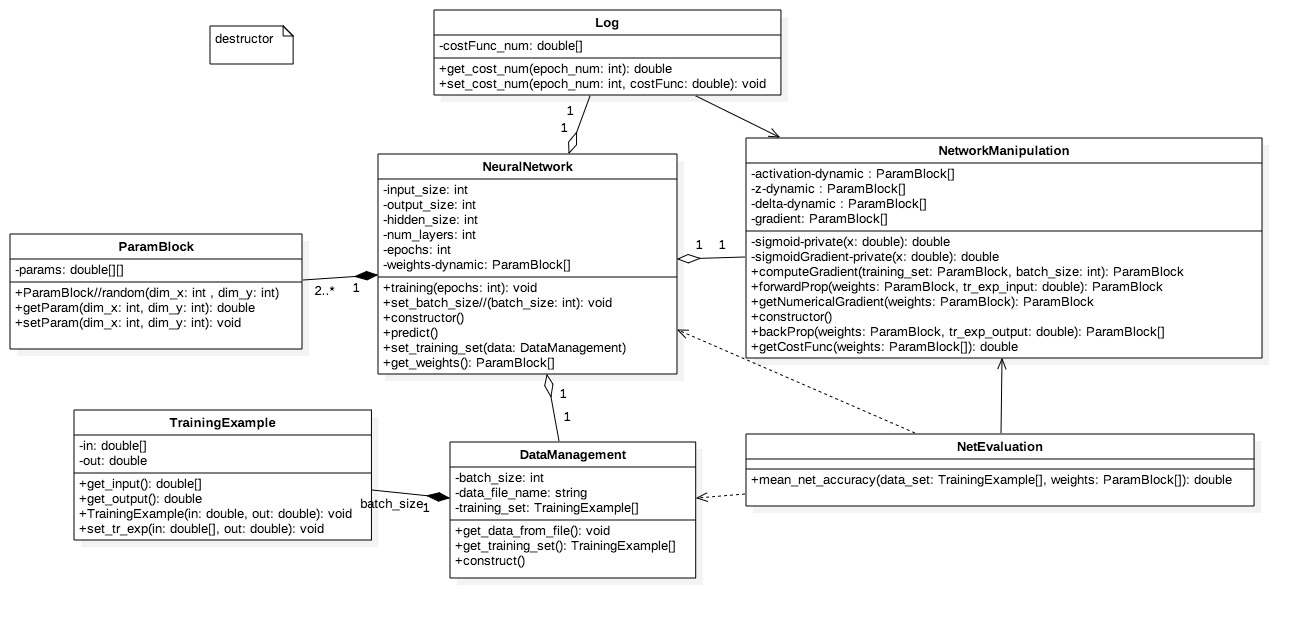 destructor
Log
-costFunc_num: double[]
+get_cost_num(epoch_num: int): double
+set_cost_num(epoch_num: int, costFunc: double): void
1
1
NeuralNetwork
-input_size: int
-output_size: int
-hidden_size: int
-num_layers: int
-epochs: int
-weights-dynamic: ParamBlock[]
+training(epochs: int): void
+set_batch_size//(batch_size: int): void
+constructor()
+predict()
+set_training_set(data: DataManagement)
+get_weights(): ParamBlock[]
NetworkManipulation
-activation-dynamic : ParamBlock[]
-z-dynamic : ParamBlock[]
-delta-dynamic : ParamBlock[]
-gradient: ParamBlock[]
-sigmoid-private(x: double): double
-sigmoidGradient-private(x: double): double
+computeGradient(training_set: ParamBlock, batch_size: int): ParamBlock
+forwardProp(weights: ParamBlock, tr_exp_input: double): ParamBlock
+getNumericalGradient(weights: ParamBlock): ParamBlock
+constructor()
+backProp(weights: ParamBlock, tr_exp_output: double): ParamBlock[]
+getCostFunc(weights: ParamBlock[]): double
1 1
ParamBlock
-params: double[][]
+ParamBlock//random(dim_x: int , dim_y: int)
+getParam(dim_x: int, dim_y: int): double
+setParam(dim_x: int, dim_y: int): void
2..* 1
1
1
TrainingExample
-in: double[]
-out: double
+get_input(): double[]
+get_output(): double
+TrainingExample(in: double, out: double): void
+set_tr_exp(in: double[], out: double): void
batch_size 1
DataManagement
-batch_size: int
-data_file_name: string
-training_set: TrainingExample[]
+get_data_from_file(): void
+get_training_set(): TrainingExample[]
+construct()
NetEvaluation
+mean_net_accuracy(data_set: TrainingExample[], weights: ParamBlock[]): double